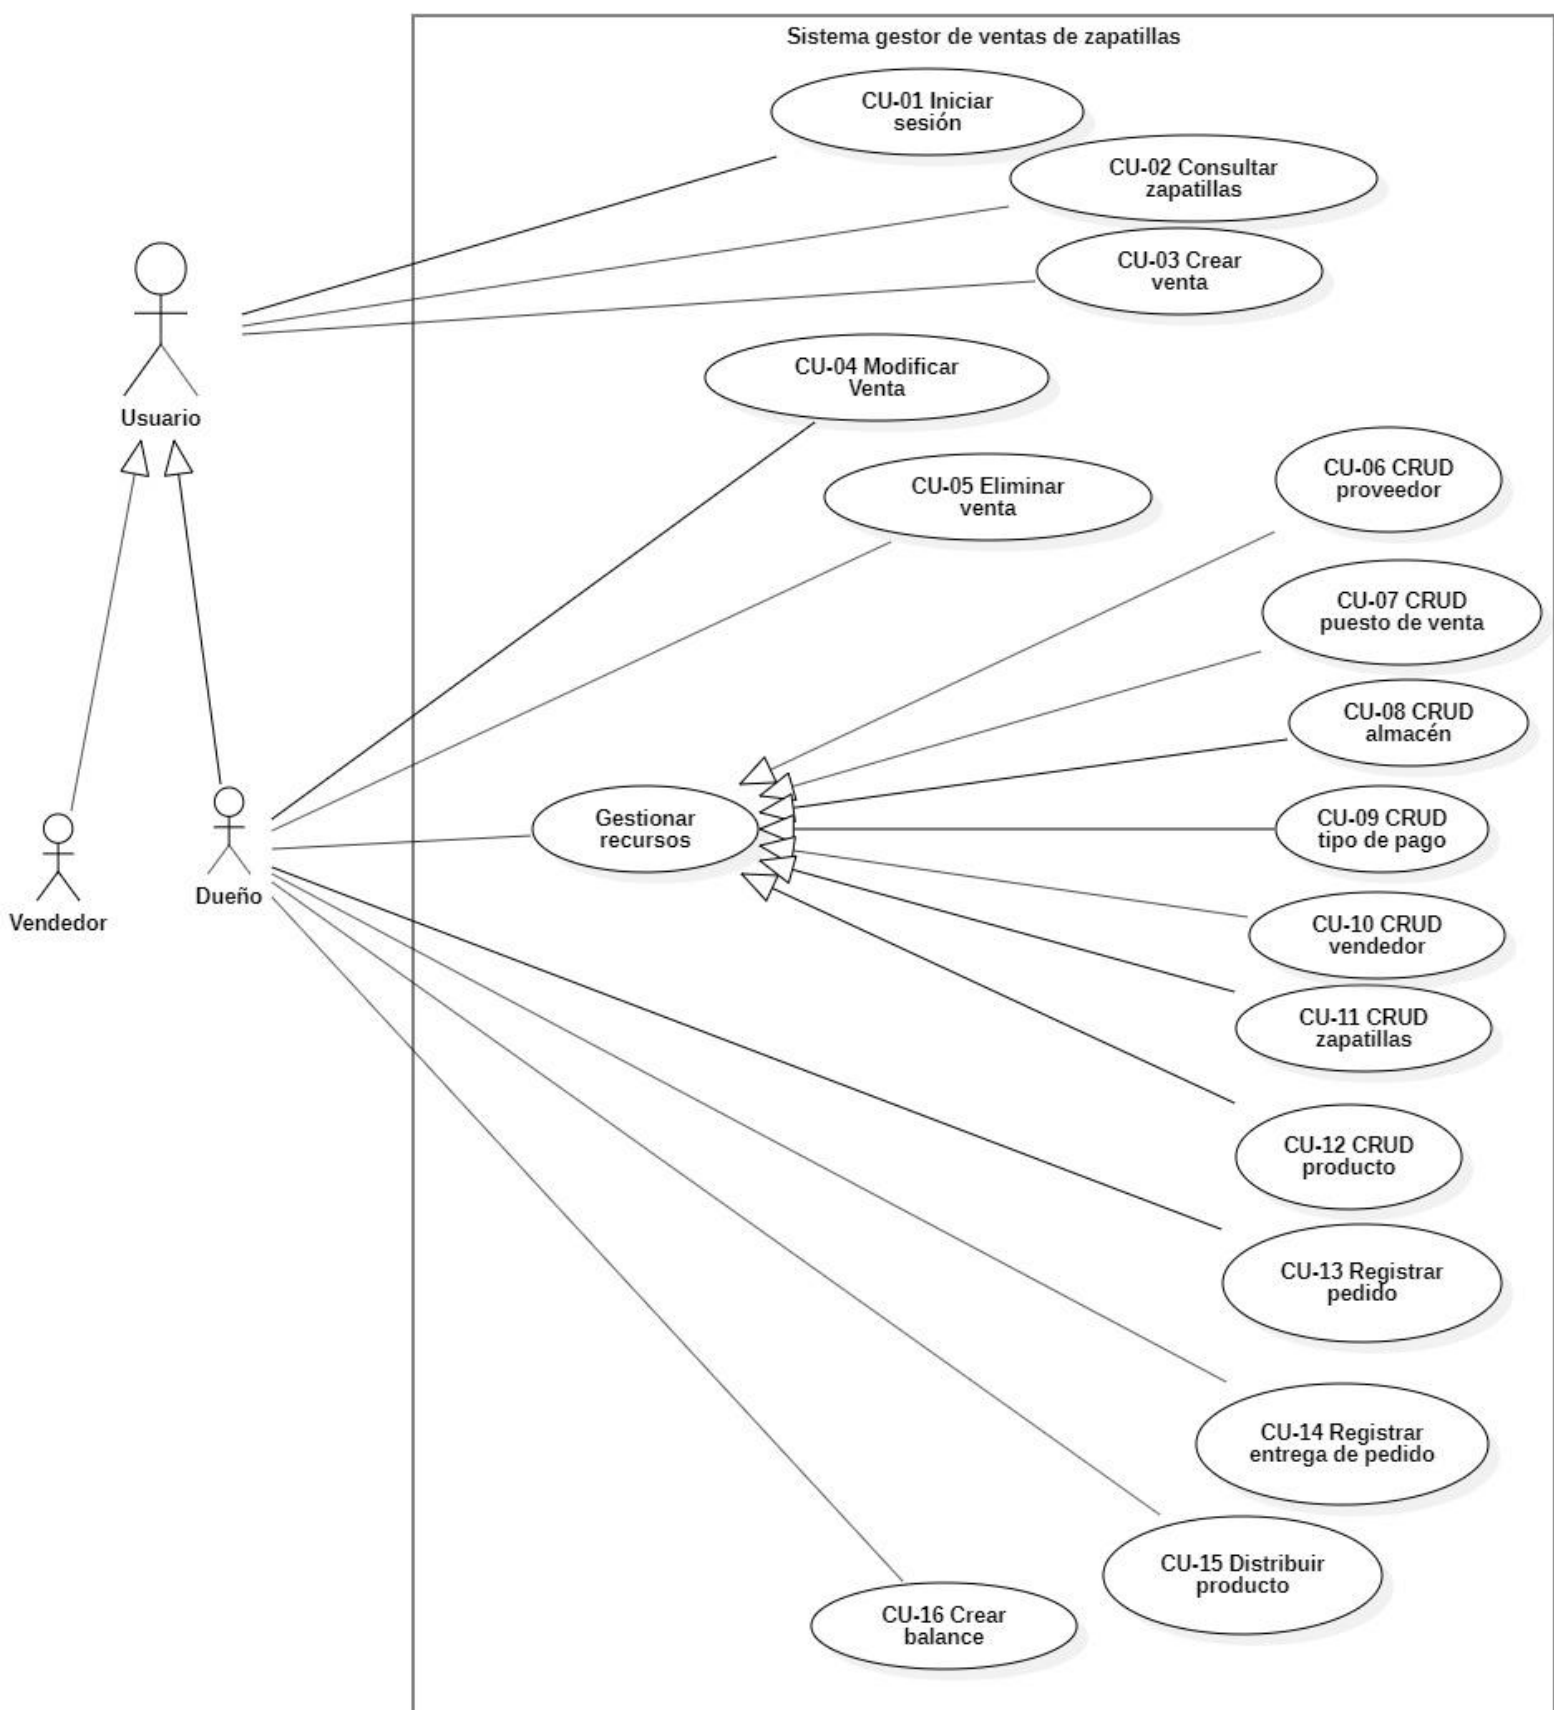 Sistema gestor de ventas de zapatillas
CU-01 Iniciar
sesión
CU-02 Consultar
zapatillas
CU-03 Crear
venta
CU-04 Modificar
Venta
Usuario
CU-05 Eliminar
venta
CU-06 CRUD
proveedor
CU-07 CRUD
puesto de venta
CU-08 CRUD
almacén
Gestionar
recursos
CU-09 CRUD
tipo de pago
Dueño
Vendedor
CU-10 CRUD
vendedor
CU-11 CRUD
zapatillas
CU-12 CRUD
producto
CU-13 Registrar
pedido
CU-14 Registrar
entrega de pedido
CU-15 Distribuir
producto
CU-16 Crear
balance